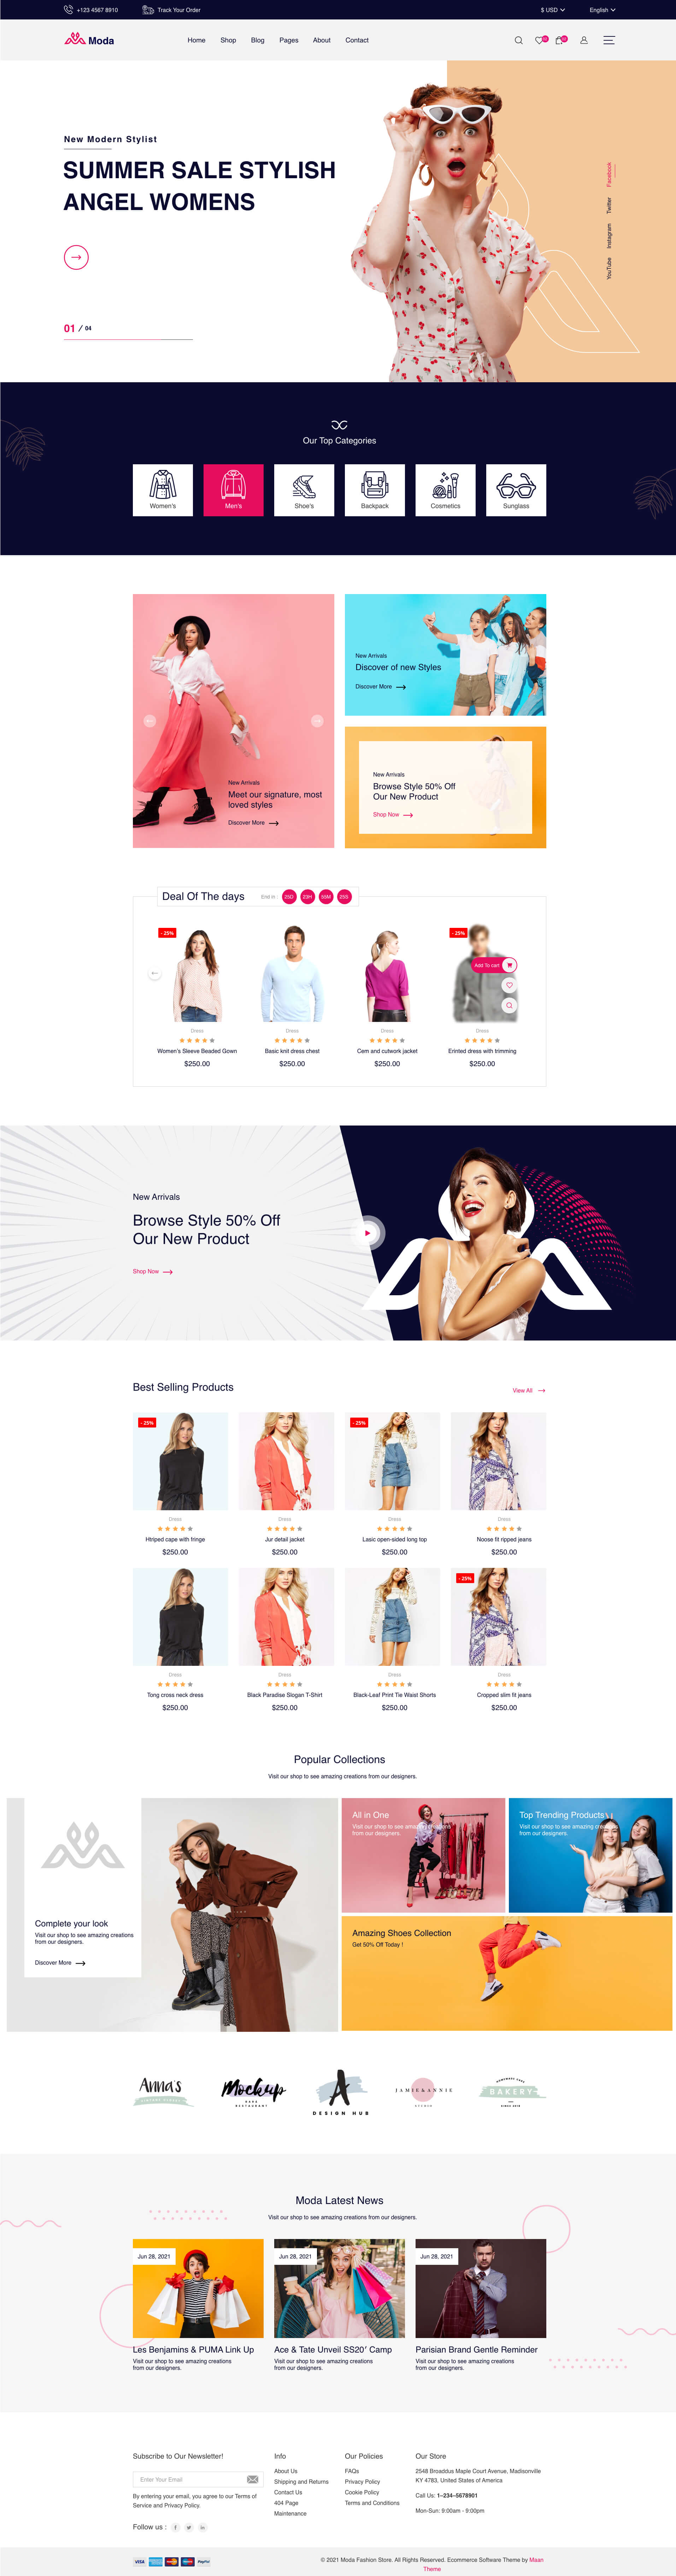 +123 4567 8910
Track Your Order
$ USD
English
Moda
Home
Shop
Blog
Pages
About
Contact
New Modern Stylist
SUMMER SALE STYLISH
ANGEL WOMENS
01 / 04
Facebook
Twitter
Instagram
YouTube
Our Top Categories
Women's
Men's
Shoe's
Backpack
Cosmetics
Sunglass
New Arrivals
Meet our signature, most
loved styles
Discover More
New Arrivals
Discover of new Styles
Discover More
New Arrivals
Browse Style 50% Off
Our New Product
Shop Now
Deal Of The days
End in :
25D
23H
55M
25S
- 25%
- 25%
Add To cart
Dress
Dress
Dress
Dress
Women's Sleeve Beaded Gown
Basic knit dress chest
Cem and cutwork jacket
Erinted dress with trimming
$250.00
$250.00
$250.00
$250.00
New Arrivals
Browse Style 50% Off
Our New Product
Shop Now
Best Selling Products
View All
- 25%
- 25%
Dress
Dress
Dress
Dress
Htriped cape with fringe
Jur detail jacket
Lasic open-sided long top
Noose fit ripped jeans
$250.00
$250.00
$250.00
$250.00
- 25%
Dress
Dress
Dress
Dress
Tong cross neck dress
Black Paradise Slogan T-Shirt
Black-Leaf Print Tie Waist Shorts
Cropped slim fit jeans
$250.00
$250.00
$250.00
$250.00
Popular Collections
Visit our shop to see amazing creations from our designers.
Complete your look
Visit our shop to see amazing creations
from our designers.
Discover More
All in One
Visit our shop to see amazing creations
from our designers.
Top Trending Products
Visit our shop to see amazing creations
from our designers.
Amazing Shoes Collection
Get 50% Off Today !
Anna's
Mockup
RESTAURANT
A
DESIGN HUB
JAMIE&ANNIE
BAKERY
Moda Latest News
Visit our shop to see amazing creations from our designers.
Jun 28, 2021
Jun 28, 2021
Jun 28, 2021
Les Benjamins & PUMA Link Up
Visit our shop to see amazing creations
from our designers.
Ace & Tate Unveil SS20' Camp
Visit our shop to see amazing creations
from our designers.
Parisian Brand Gentle Reminder
Visit our shop to see amazing creations
from our designers.
Subscribe to Our Newsletter!
Enter Your Email
By entering your email, you agree to our Terms of
Service and Privacy Policy.
Follow us :
Info
About Us
Shipping and Returns
Contact Us
404 Page
Maintenance
Our Policies
FAQs
Privacy Policy
Cookie Policy
Terms and Conditions
Our Store
2548 Broaddus Maple Court Avenue, Madisonville
KY 4783, United States of America
Call Us: 1–234–5678901
Mon-Sun: 9:00am - 9:00pm
VISA
PayPal
© 2021 Moda Fashion Store. All Rights Reserved. Ecommerce Software Theme by Maan
Theme